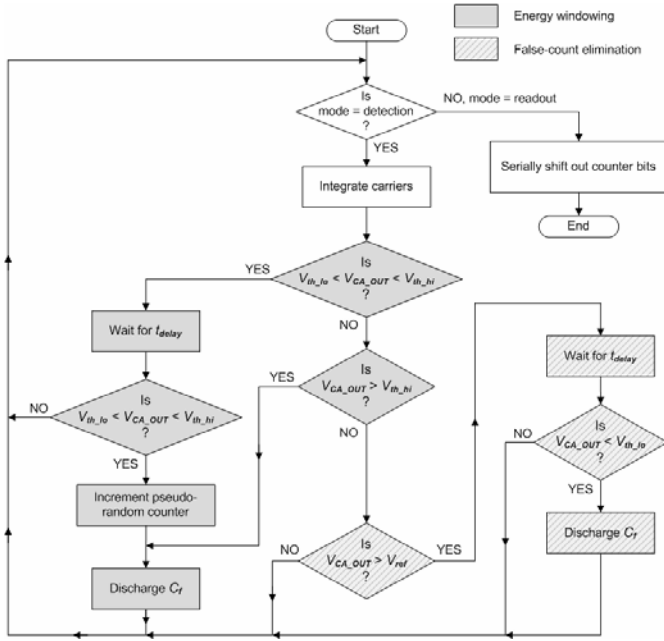 Start
Energy windowing
False-count elimination
Is
mode = detection
?
NO, mode = readout
YES
Integrate carriers
Serially shift out counter bits
End
Is
V_th_lo < V_CA_OUT < V_th_hi
?
YES
NO
Wait for t_delay
Is
V_th_lo < V_CA_OUT < V_th_hi
?
NO
YES
Increment pseudo-
random counter
Discharge C_f
Is
V_CA_OUT > V_th_hi
?
YES
NO
Is
V_CA_OUT > V_ref
?
NO
YES
Wait for t_delay
Is
V_CA_OUT < V_th_lo
?
NO
YES
Discharge C_f